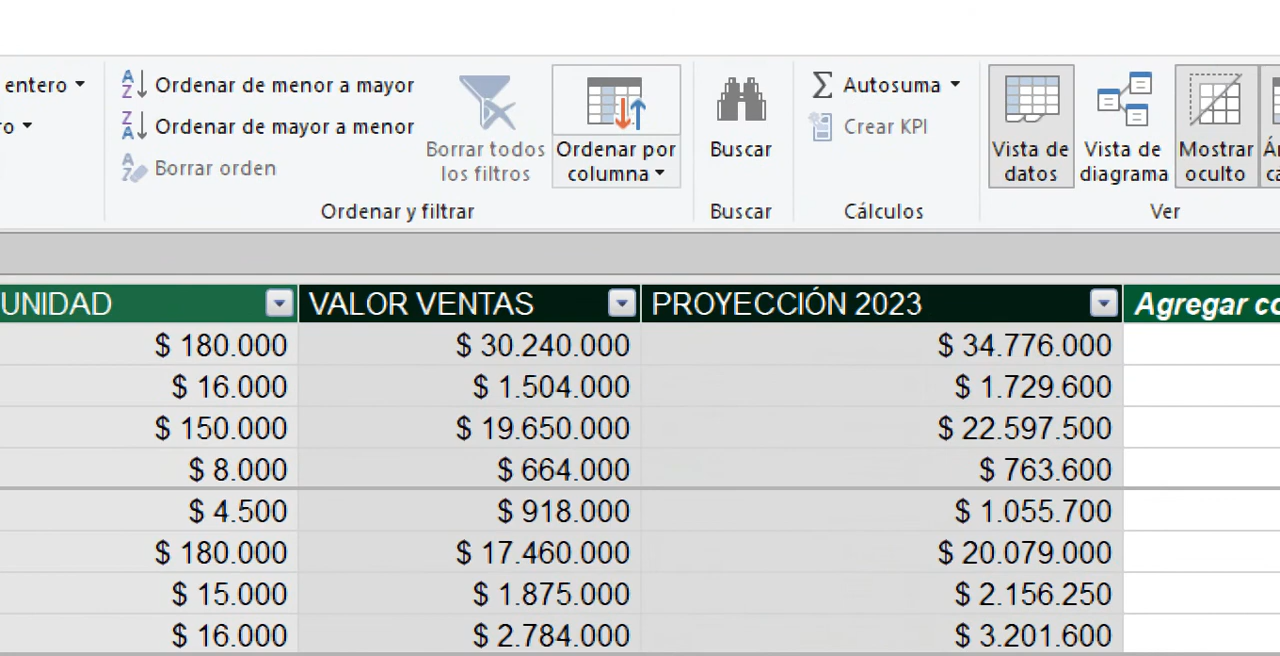 entero
Ordenar de menor a mayor
Ordenar de mayor a menor
Borrar orden
Borrar todos
los filtros
Ordenar por
columna
Ordenar y filtrar
Buscar
Buscar
Autosuma
Crear KPI
Cálculos
Vista de
datos
Vista de
diagrama
Mostrar
oculto
Ver
UNIDAD VALOR VENTAS PROYECCIÓN 2023 Agregar
$ 180.000 $ 30.240.000 $ 34.776.000
$ 16.000 $ 1.504.000 $ 1.729.600
$ 150.000 $ 19.650.000 $ 22.597.500
$ 8.000 $ 664.000 $ 763.600
$ 4.500 $ 918.000 $ 1.055.700
$ 180.000 $ 17.460.000 $ 20.079.000
$ 15.000 $ 1.875.000 $ 2.156.250
$ 16.000 $ 2.784.000 $ 3.201.600